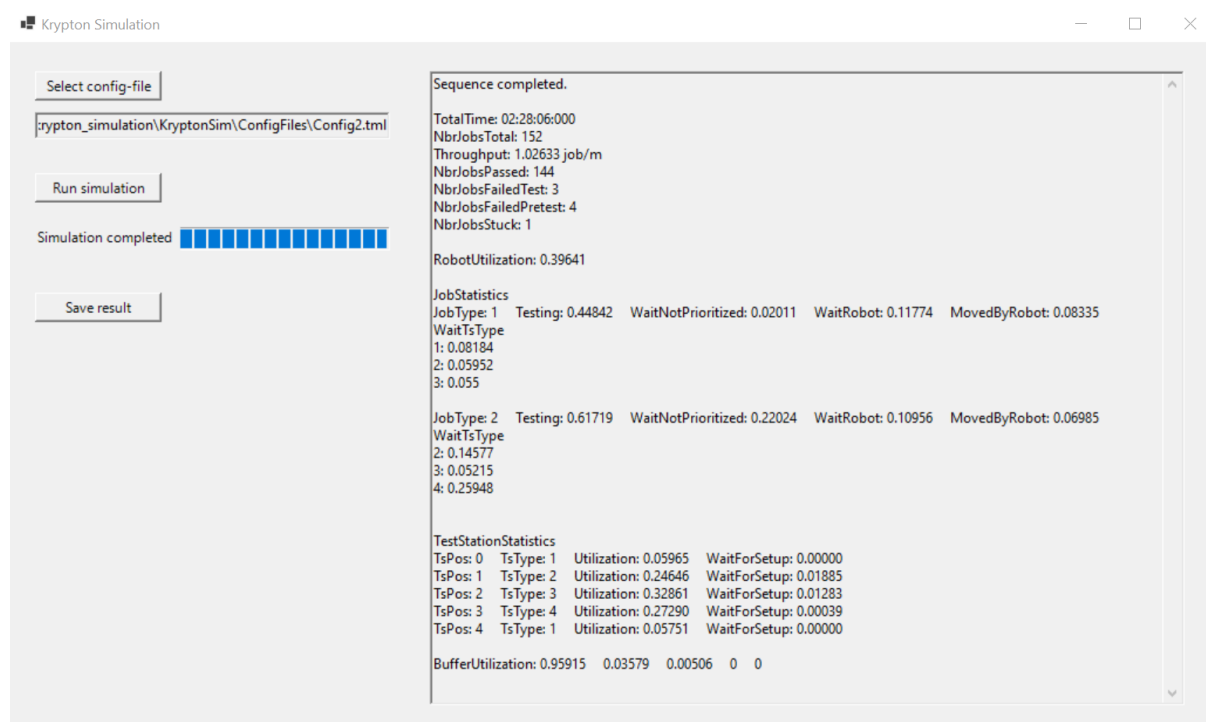 Krypton Simulation
Select config-file
:rypton_simulation\KryptonSim\ConfigFiles\Config2.tml
Run simulation
Simulation completed
Save result
Sequence completed.
TotalTime: 02:28:06:000
NbrJobsTotal: 152
Throughput: 1.02633 job/m
NbrJobsPassed: 144
NbrJobsFailedTest: 3
NbrJobsFailedPretest: 4
NbrJobsStuck: 1
RobotUtilization: 0.39641
JobStatistics
JobType: 1 Testing: 0.44842 WaitNotPrioritized: 0.02011 WaitRobot: 0.11774 MovedByRobot: 0.08335
WaitTsType
1: 0.08184
2: 0.05952
3: 0.055
JobType: 2 Testing: 0.61719 WaitNotPrioritized: 0.22024 WaitRobot: 0.10956 MovedByRobot: 0.06985
WaitTsType
2: 0.14577
3: 0.05215
4: 0.25948
TestStationStatistics
TsPos: 0 TsType: 1 Utilization: 0.05965 WaitForSetup: 0.00000
TsPos: 1 TsType: 2 Utilization: 0.24646 WaitForSetup: 0.01885
TsPos: 2 TsType: 3 Utilization: 0.32861 WaitForSetup: 0.01283
TsPos: 3 TsType: 4 Utilization: 0.27290 WaitForSetup: 0.00039
TsPos: 4 TsType: 1 Utilization: 0.05751 WaitForSetup: 0.00000
BufferUtilization: 0.95915 0.03579 0.00506 0 0